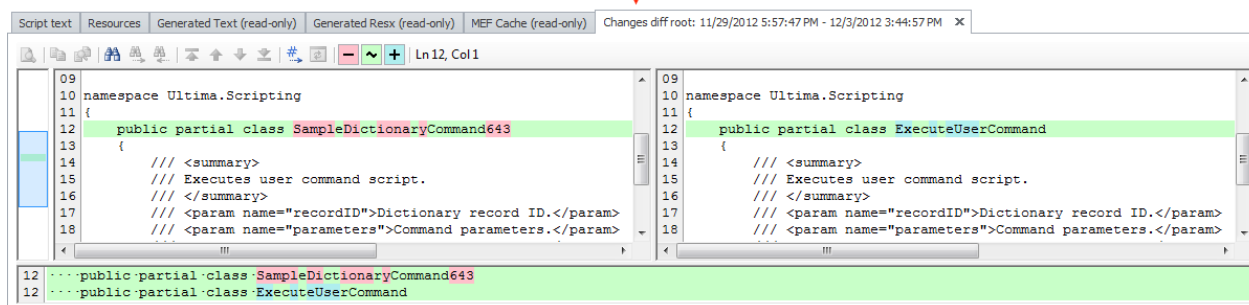 Script text Resources Generated Text (read-only) Generated Resx (read-only) MEF Cache (read-only) Changes diff root: 11/29/2012 5:57:47 PM - 12/3/2012 3:44:57 PM ×
# − ~ + Ln 12, Col 1
09
10 namespace Ultima.Scripting
11 {
12     public partial class SampleDictionaryCommand643
13     {
14         /// <summary>
15         /// Executes user command script.
16         /// </summary>
17         /// <param name="recordID">Dictionary record ID.</param>
18         /// <param name="parameters">Command parameters.</param>
09
10 namespace Ultima.Scripting
11 {
12     public partial class ExecuteUserCommand
13     {
14         /// <summary>
15         /// Executes user command script.
16         /// </summary>
17         /// <param name="recordID">Dictionary record ID.</param>
18         /// <param name="parameters">Command parameters.</param>
12 ····public·partial·class·SampleDictionaryCommand643
12 ····public·partial·class·ExecuteUserCommand